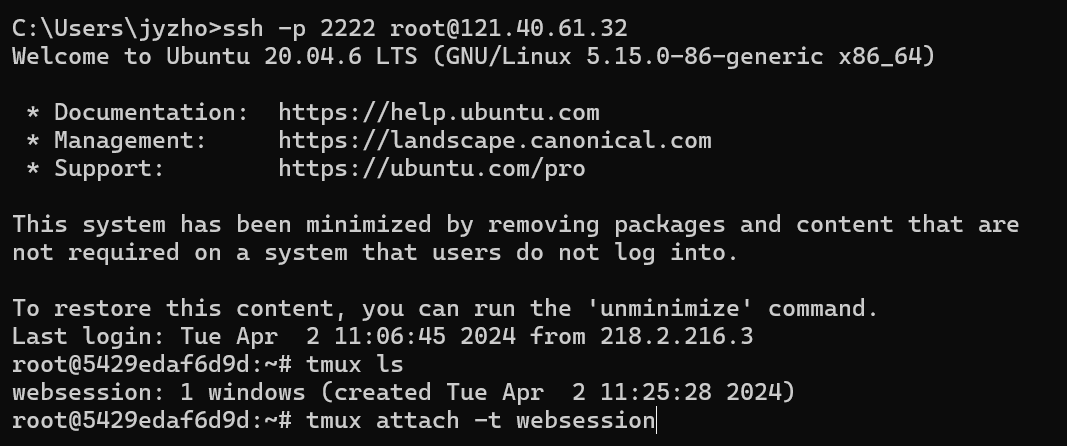 C:\Users\jyzho>ssh -p 2222 root@121.40.61.32
Welcome to Ubuntu 20.04.6 LTS (GNU/Linux 5.15.0-86-generic x86_64)
 * Documentation:  https://help.ubuntu.com
 * Management:     https://landscape.canonical.com
 * Support:        https://ubuntu.com/pro
This system has been minimized by removing packages and content that are
not required on a system that users do not log into.
To restore this content, you can run the 'unminimize' command.
Last login: Tue Apr  2 11:06:45 2024 from 218.2.216.3
root@5429edaf6d9d:~# tmux ls
websession: 1 windows (created Tue Apr  2 11:25:28 2024)
root@5429edaf6d9d:~# tmux attach -t websession